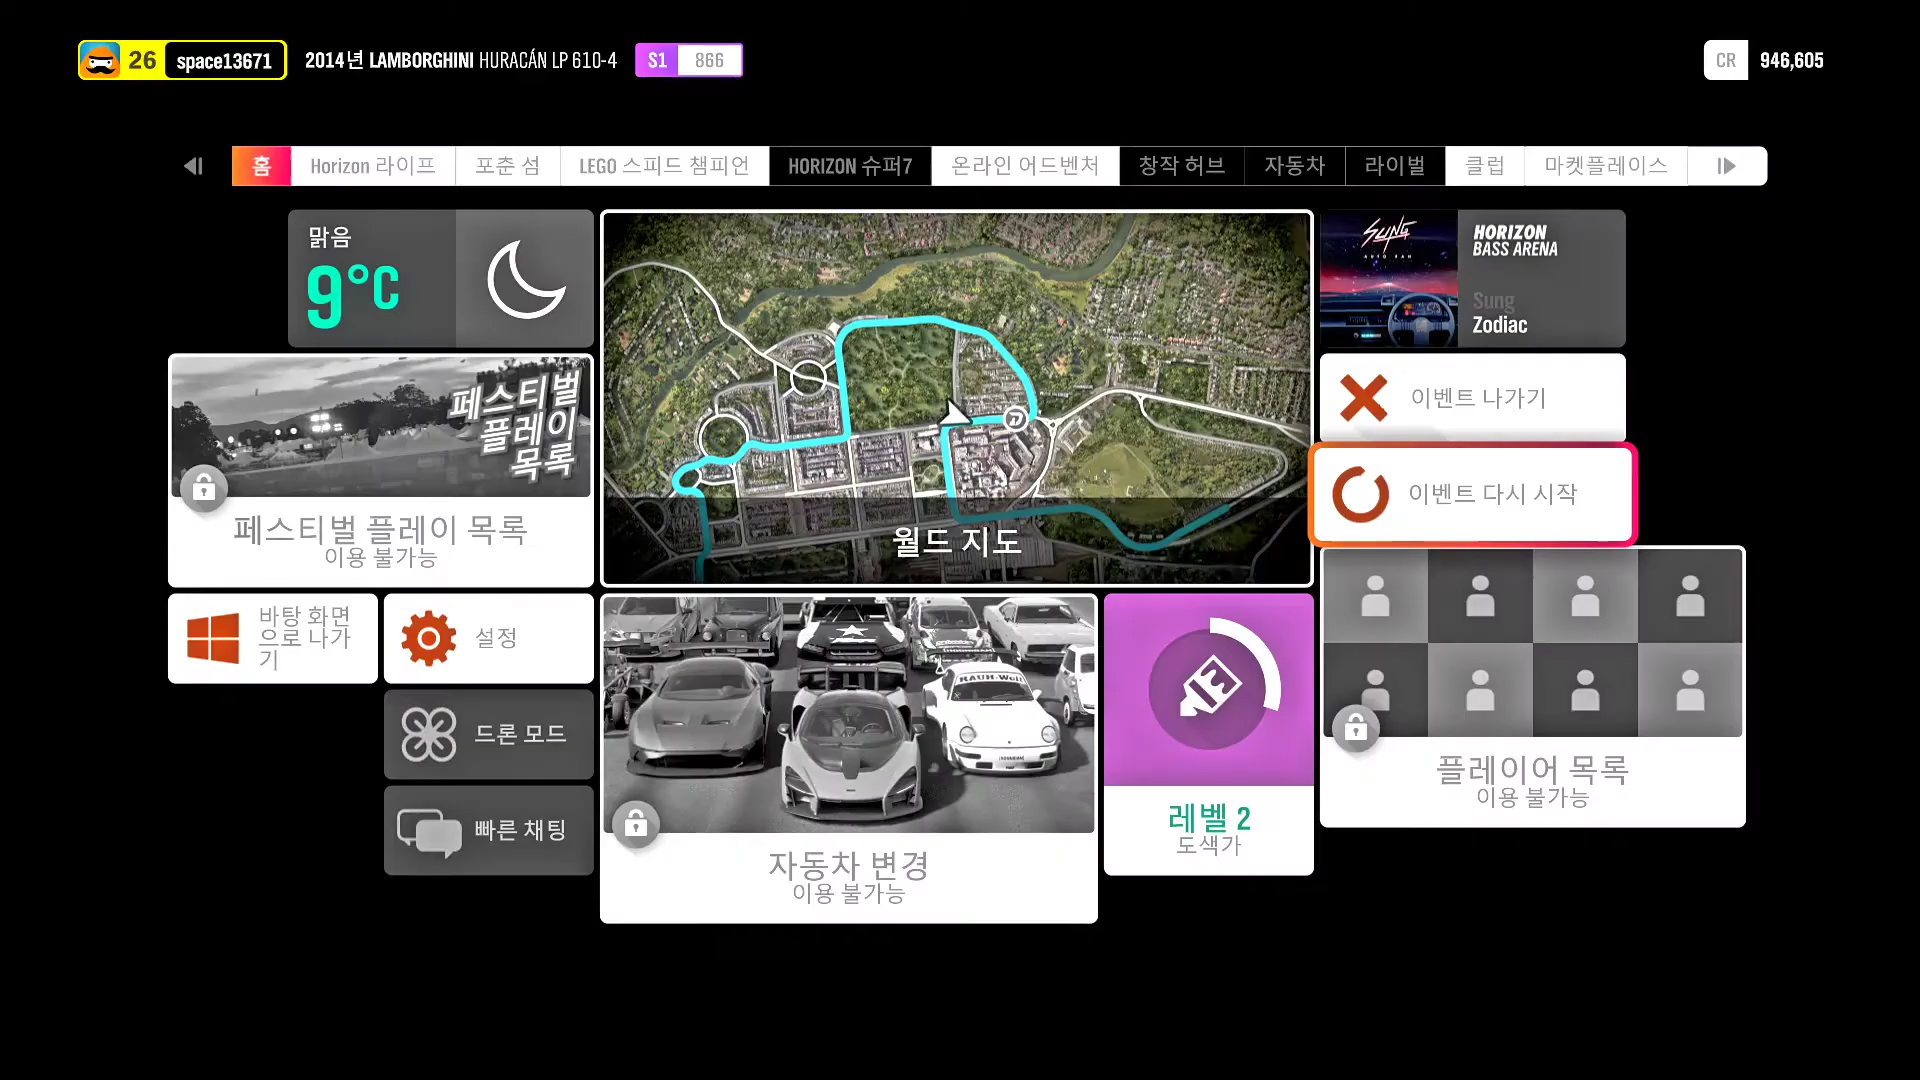 26 space13671 2014년 LAMBORGHINI HURACÁN LP 610-4 S1 866 CR 946,605
홈 Horizon 라이프 포춘 섬 LEGO 스피드 챔피언 HORIZON 슈퍼7 온라인 어드벤처 창작 허브 자동차 라이벌 클럽 마켓플레이스
맑음
9°C
페스티벌
플레이
목록
페스티벌 플레이 목록
이용 불가능
바탕 화면
으로 나가
기
설정
드론 모드
빠른 채팅
월드 지도
RAUH-Welt
자동차 변경
이용 불가능
레벨 2
도색가
SUNG
HORIZON
BASS ARENA
Sung
Zodiac
이벤트 나가기
이벤트 다시 시작
플레이어 목록
이용 불가능